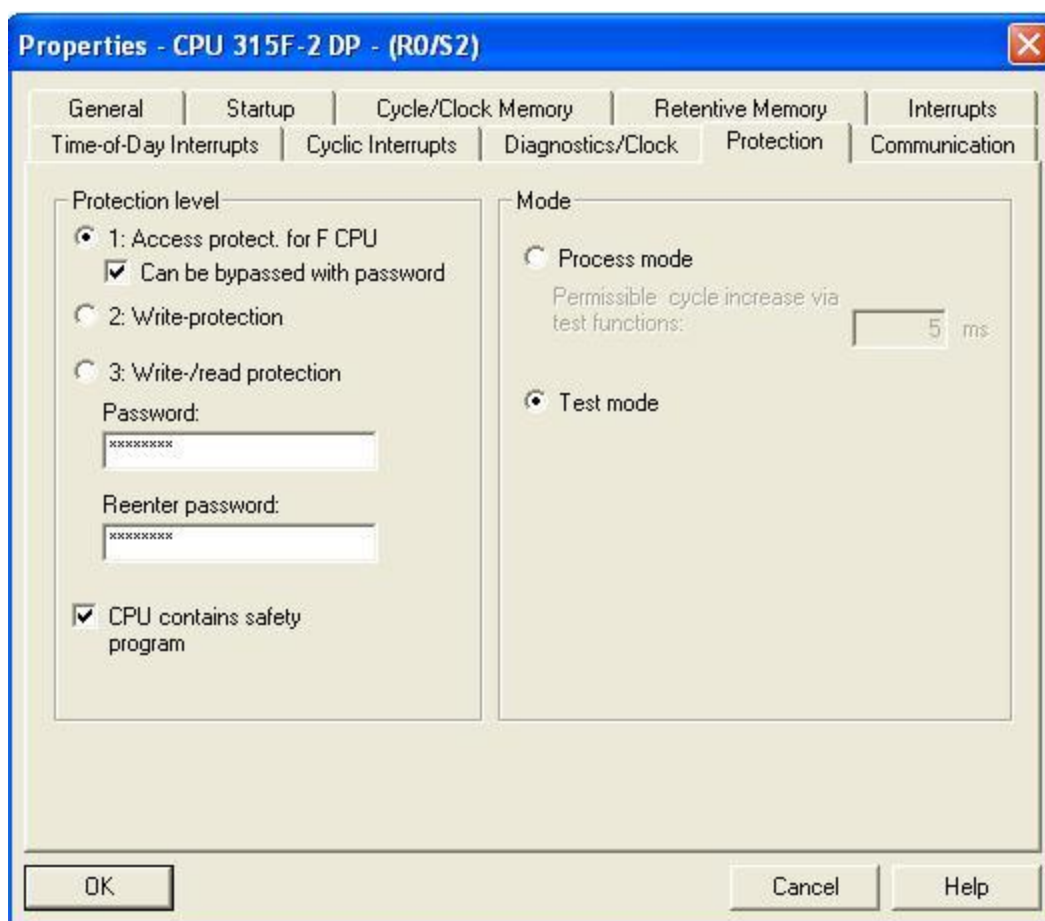 Properties - CPU 315F-2 DP - (R0/S2)
General Startup Cycle/Clock Memory Retentive Memory Interrupts
Time-of-Day Interrupts Cyclic Interrupts Diagnostics/Clock Protection Communication
Protection level
1: Access protect. for F CPU
Can be bypassed with password
2: Write-protection
3: Write-/read protection
Password:
********
Reenter password:
********
CPU contains safety
program
Mode
Process mode
Permissible cycle increase via
test functions:
5 ms
Test mode
OK Cancel Help